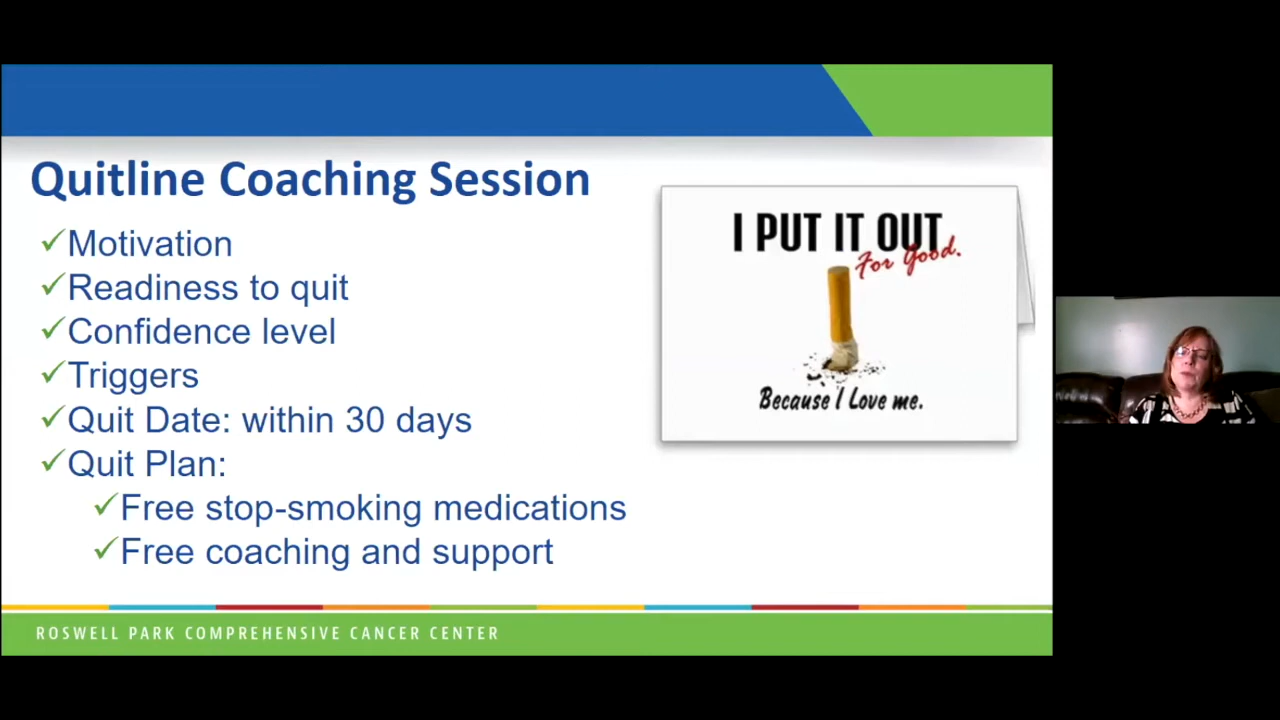 Quitline Coaching Session
Motivation
Readiness to quit
Confidence level
Triggers
Quit Date: within 30 days
Quit Plan:
Free stop-smoking medications
Free coaching and support
I PUT IT OUT
For Good.
Because I Love me.
ROSWELL PARK COMPREHENSIVE CANCER CENTER